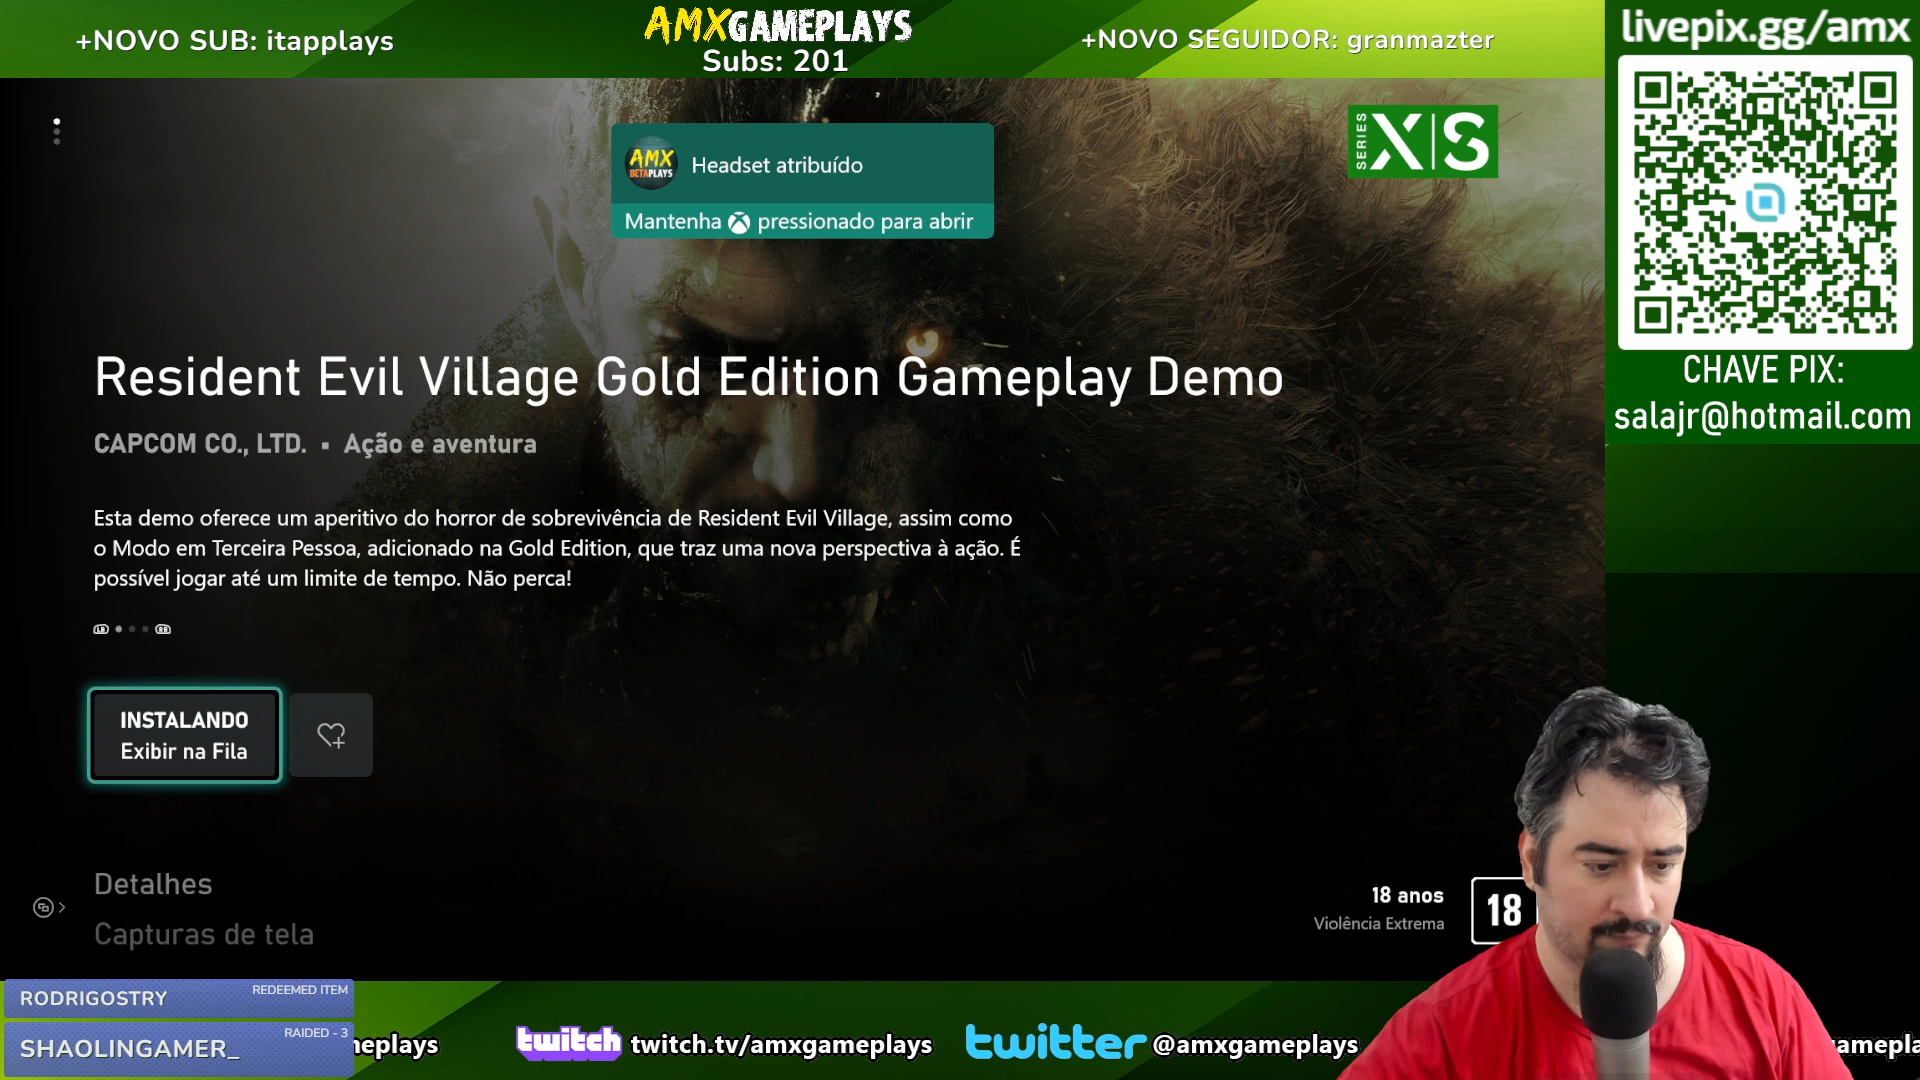 +NOVO SUB: itapplays
AMXGAMEPLAYS
Subs: 201
+NOVO SEGUIDOR: granmazter
livepix.gg/amx
AMX
BETAPLAYS
Headset atribuído
Mantenha pressionado para abrir
SERIES X|S
CHAVE PIX:
salajr@hotmail.com
Resident Evil Village Gold Edition Gameplay Demo
CAPCOM CO., LTD. ▪ Ação e aventura
Esta demo oferece um aperitivo do horror de sobrevivência de Resident Evil Village, assim como
o Modo em Terceira Pessoa, adicionado na Gold Edition, que traz uma nova perspectiva à ação. É
possível jogar até um limite de tempo. Não perca!
LB RB
INSTALANDO
Exibir na Fila
Detalhes
Capturas de tela
18 anos
Violência Extrema
18
RODRIGOSTRY REDEEMED ITEM
SHAOLINGAMER_ RAIDED - 3
neplays
twitch twitch.tv/amxgameplays
twitter @amxgameplays
gamepla